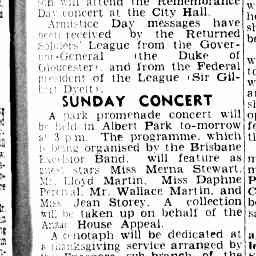 will attend the Remembrance
Day concert at the City Hall.
Armistice Day messages have
been received by the Returned
Soldiers' League from the Gover-
nor-General (the Duke of
Gloucester), and from the Federal
president of the League (Sir Gil-
bert Dyett).
SUNDAY CONCERT
A park promenade concert will
be held in Albert Park to-morrow
at 3 p.m. The programme, which
is being organised by the Brisbane
Excelsior Band, will feature as
guest stars Miss Merna Stewart,
Mr. Lloyd Martin, Miss Daphne
Percival, Mr. Wallace Martin, and
Miss Jean Storey. A collection
will be taken up on behalf of the
Anzac House Appeal.
A cenotaph will be dedicated at
a thanksgiving service arranged by
sub-branch of the